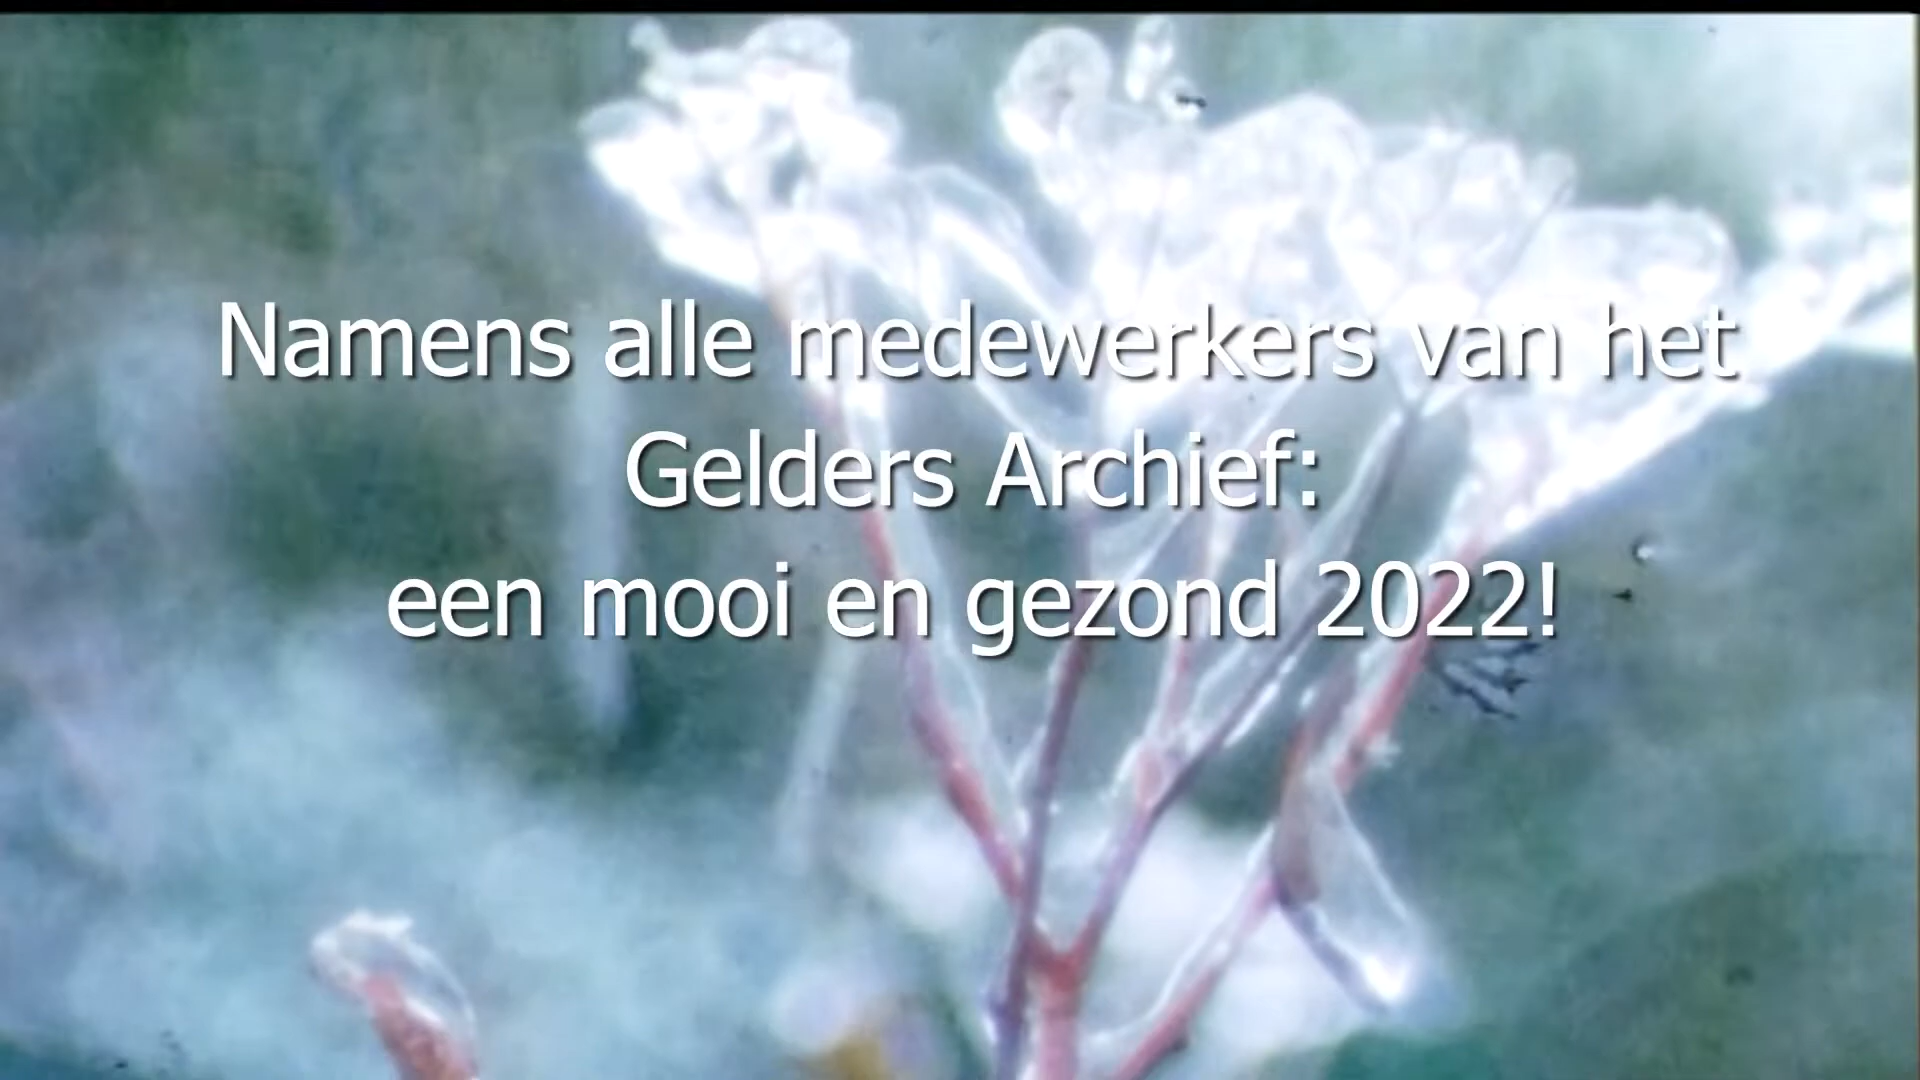 Namens alle medewerkers van het
Gelders Archief:
een mooi en gezond 2022!